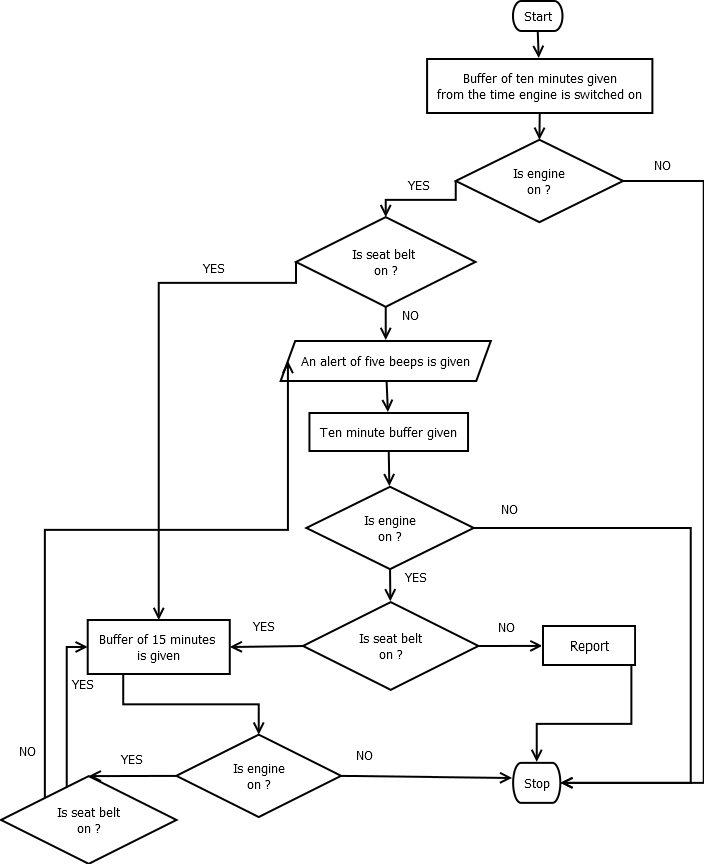 Start
Buffer of ten minutes given
from the time engine is switched on
Is engine
on ?
NO
YES
Is seat belt
on ?
YES
NO
An alert of five beeps is given
Ten minute buffer given
Is engine
on ?
NO
YES
Is seat belt
on ?
YES
NO
Report
Buffer of 15 minutes
is given
YES
NO
Is engine
on ?
YES
NO
Stop
Is seat belt
on ?